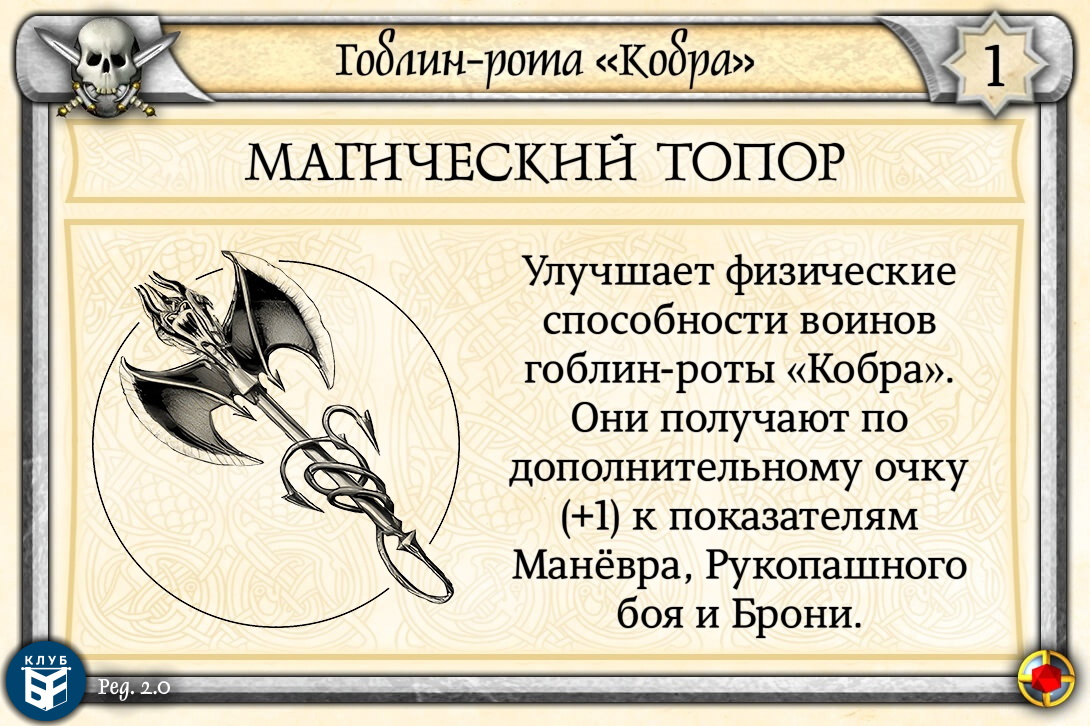 Гоблин-рота «Кобра»
1
МАГИЧЕСКИЙ ТОПОР
Улучшает физические
способности воинов
гоблин-роты «Кобра».
Они получают по
дополнительному очку
(+1) к показателям
Манёвра, Рукопашного
боя и Брони.
КЛУБ
Ред. 2.0